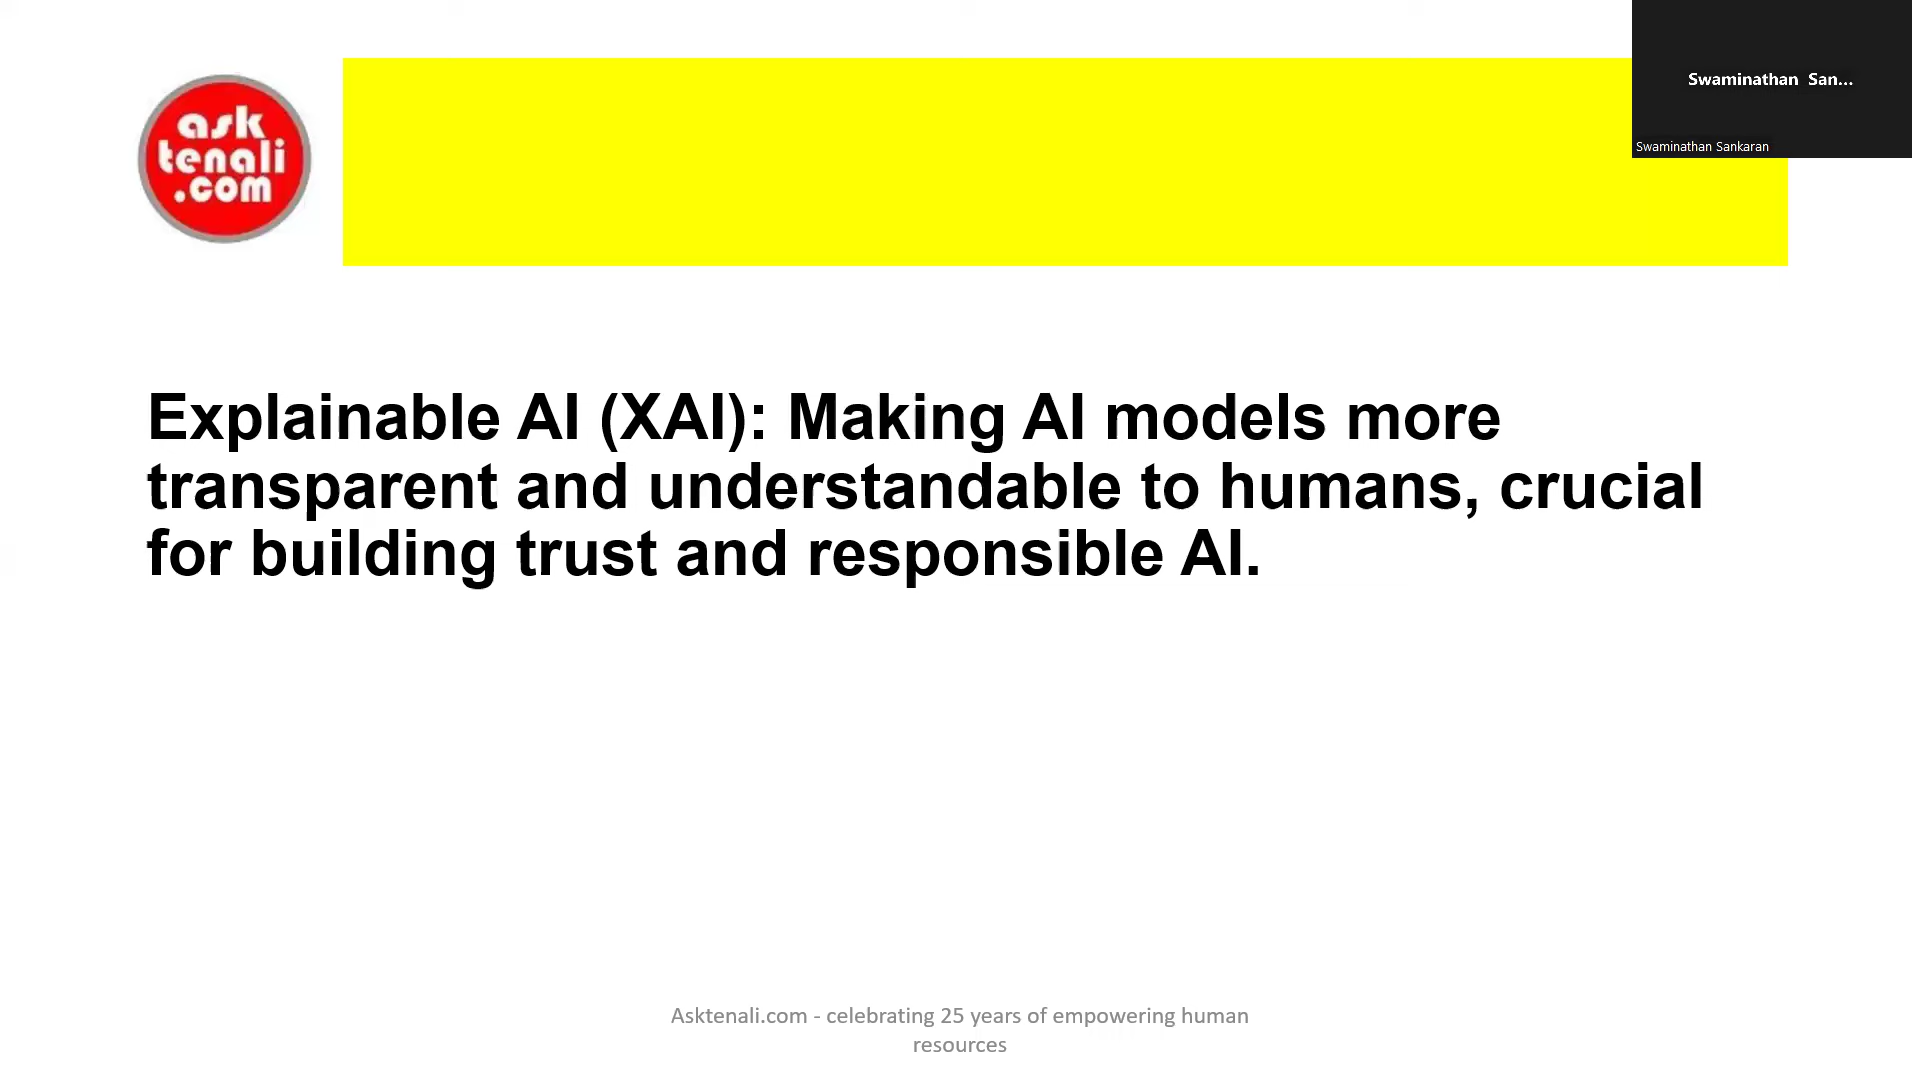 ask
tenali
.com
Swaminathan San...
Swaminathan Sankaran
Explainable AI (XAI): Making AI models more
transparent and understandable to humans, crucial
for building trust and responsible AI.
Asktenali.com - celebrating 25 years of empowering human
resources